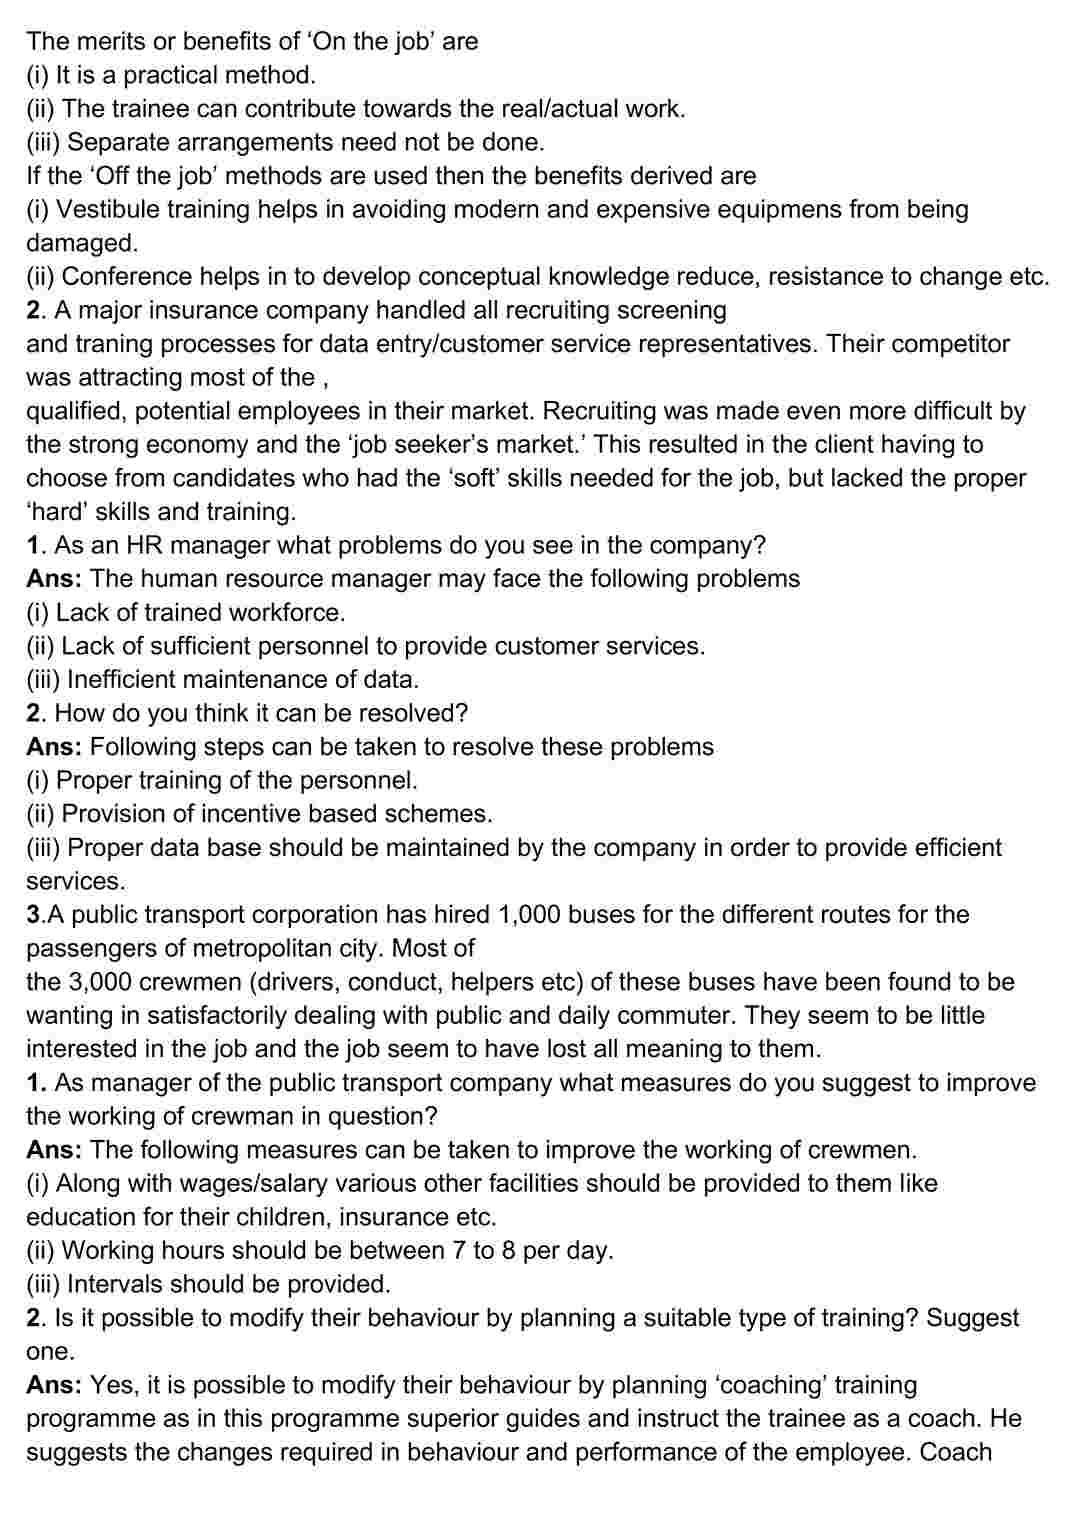 The merits or benefits of ‘On the job’ are
(i) It is a practical method.
(ii) The trainee can contribute towards the real/actual work.
(iii) Separate arrangements need not be done.
If the ‘Off the job’ methods are used then the benefits derived are
(i) Vestibule training helps in avoiding modern and expensive equipmens from being
damaged.
(ii) Conference helps in to develop conceptual knowledge reduce, resistance to change etc.
2. A major insurance company handled all recruiting screening
and traning processes for data entry/customer service representatives. Their competitor
was attracting most of the ,
qualified, potential employees in their market. Recruiting was made even more difficult by
the strong economy and the ‘job seeker's market.’ This resulted in the client having to
choose from candidates who had the ‘soft’ skills needed for the job, but lacked the proper
‘hard’ skills and training.
1. As an HR manager what problems do you see in the company?
Ans: The human resource manager may face the following problems
(i) Lack of trained workforce.
(ii) Lack of sufficient personnel to provide customer services.
(iii) Inefficient maintenance of data.
2. How do you think it can be resolved?
Ans: Following steps can be taken to resolve these problems
(i) Proper training of the personnel.
(ii) Provision of incentive based schemes.
(iii) Proper data base should be maintained by the company in order to provide efficient
services.
3.A public transport corporation has hired 1,000 buses for the different routes for the
passengers of metropolitan city. Most of
the 3,000 crewmen (drivers, conduct, helpers etc) of these buses have been found to be
wanting in satisfactorily dealing with public and daily commuter. They seem to be little
interested in the job and the job seem to have lost all meaning to them.
1. As manager of the public transport company what measures do you suggest to improve
the working of crewman in question?
Ans: The following measures can be taken to improve the working of crewmen.
(i) Along with wages/salary various other facilities should be provided to them like
education for their children, insurance etc.
(ii) Working hours should be between 7 to 8 per day.
(iii) Intervals should be provided.
2. Is it possible to modify their behaviour by planning a suitable type of training? Suggest
one.
Ans: Yes, it is possible to modify their behaviour by planning ‘coaching’ training
programme as in this programme superior guides and instruct the trainee as a coach. He
suggests the changes required in behaviour and performance of the employee. Coach